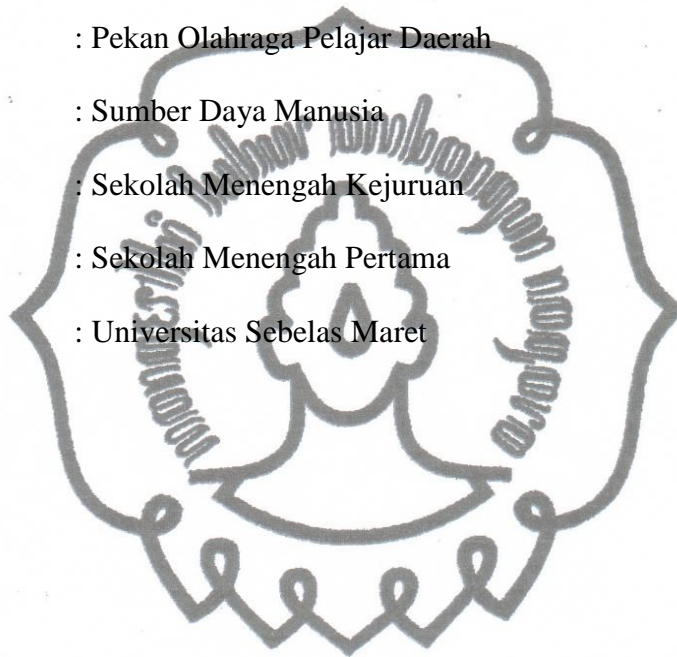 : Pekan Olahraga Pelajar Daerah
: Sumber Daya Manusia
: Sekolah Menengah Kejuruan
: Sekolah Menengah Pertama
: Universitas Sebelas Maret